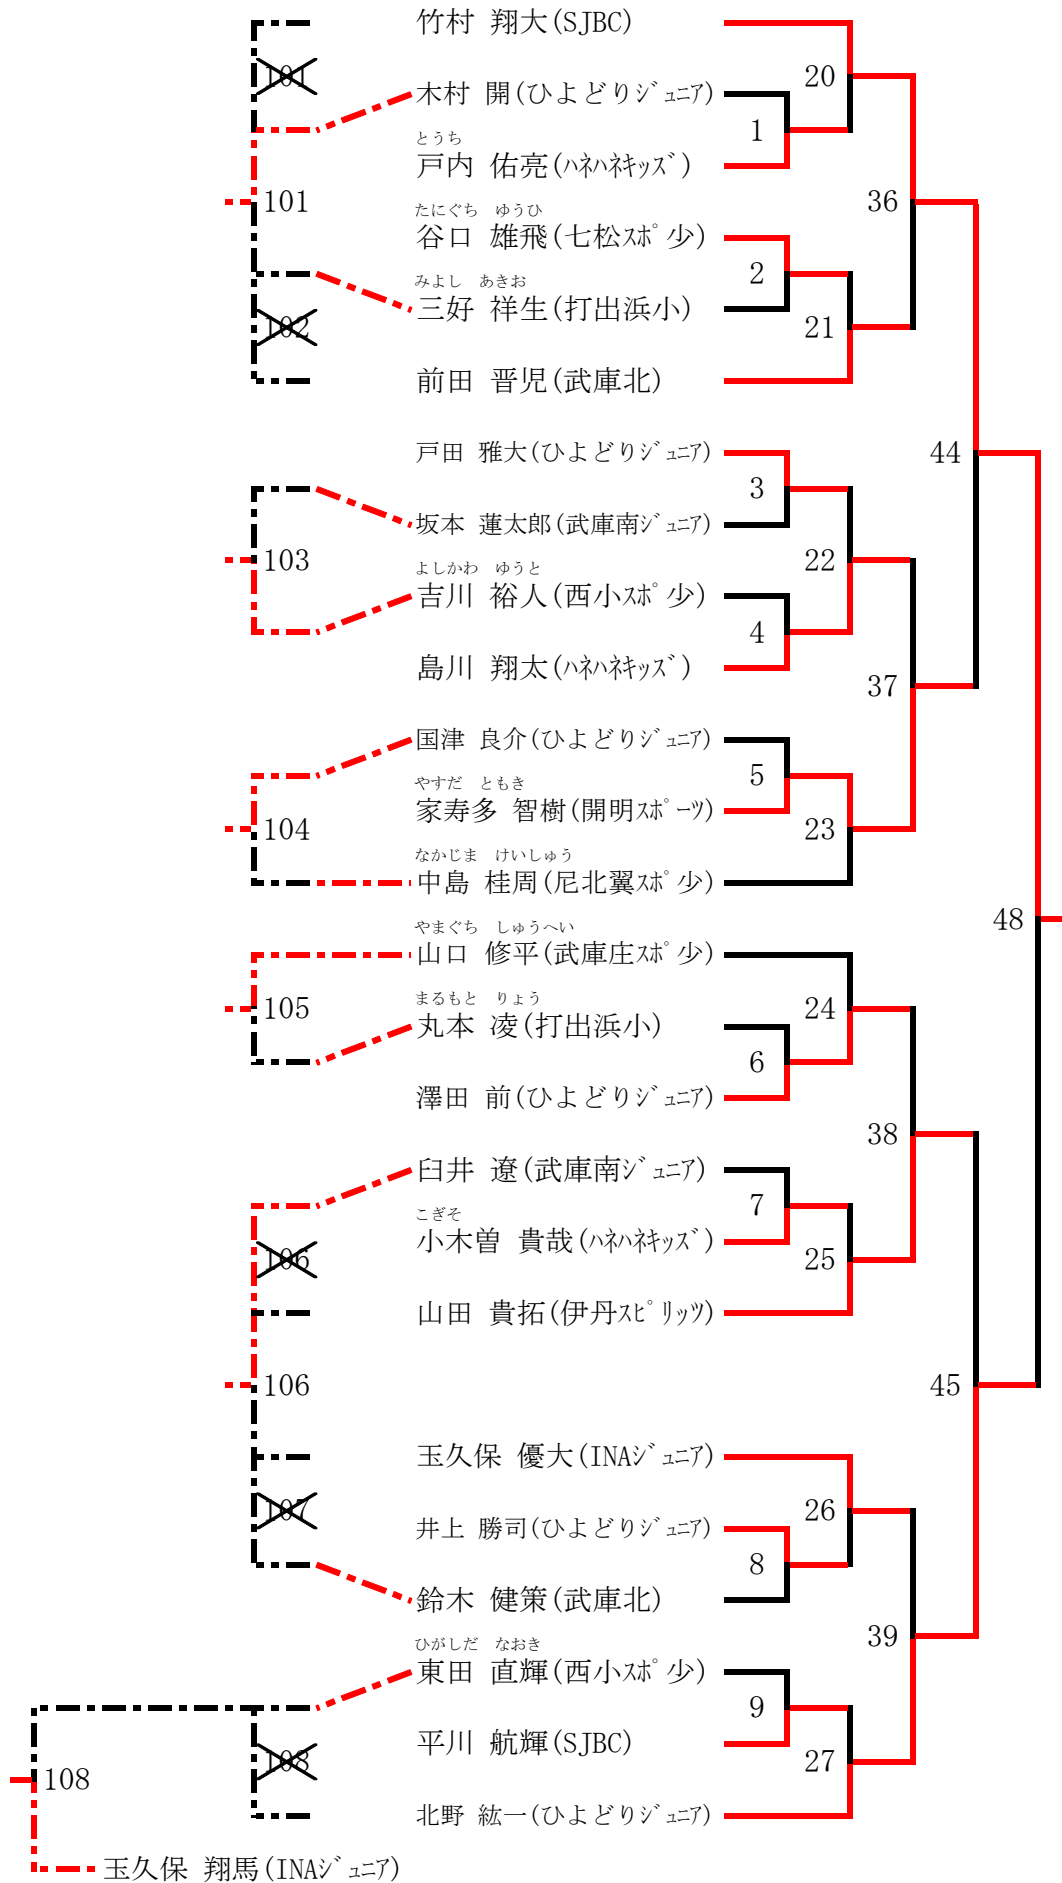 竹村 翔大(SJBC)
101
20
木村 開(ひよどりジュニア)
1
とうち
戸内 佑亮(ハネハネキッズ)
101
36
たにぐち ゆうひ
谷口 雄飛(七松スポ少)
2
みよし あきお
三好 祥生(打出浜小)
102
21
前田 晋児(武庫北)
戸田 雅大(ひよどりジュニア)
44
3
坂本 蓮太郎(武庫南ジュニア)
103
22
よしかわ ゆうと
吉川 裕人(西小スポ少)
4
島川 翔太(ハネハネキッズ)
37
国津 良介(ひよどりジュニア)
5
やすだ ともき
家寿多 智樹(開明スポーツ)
104
23
なかじま けいしゅう
中島 桂周(尼北翼スポ少)
48
やまぐち しゅうへい
山口 修平(武庫庄スポ少)
105
24
まるもと りょう
丸本 凌(打出浜小)
6
澤田 前(ひよどりジュニア)
38
臼井 遼(武庫南ジュニア)
7
こぎそ
小木曽 貴哉(ハネハネキッズ)
106
25
山田 貴拓(伊丹スピリッツ)
106
45
玉久保 優大(INAジュニア)
107
26
井上 勝司(ひよどりジュニア)
8
鈴木 健策(武庫北)
39
ひがしだ なおき
東田 直輝(西小スポ少)
9
平川 航輝(SJBC)
108
108
27
北野 紘一(ひよどりジュニア)
玉久保 翔馬(INAジュニア)